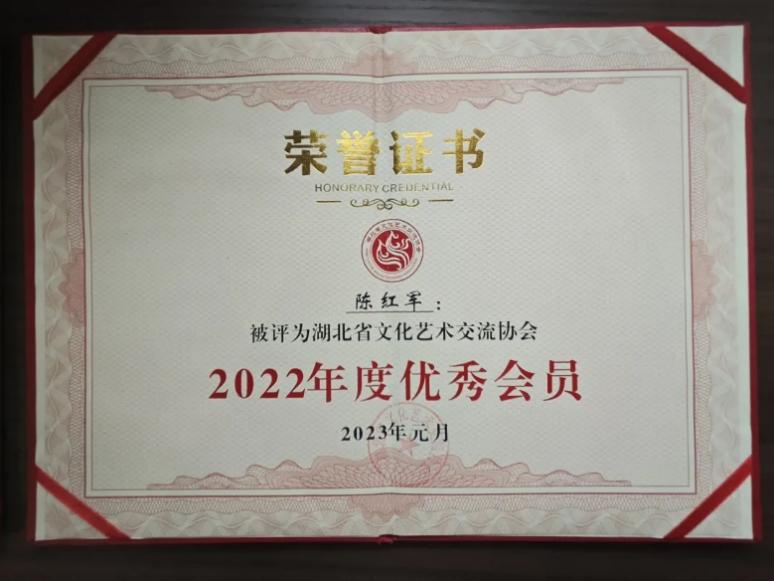 荣誉证书
HONORARY CREDENTIAL
陈红军：
被评为湖北省文化艺术交流协会
2022年度优秀会员
2023年元月